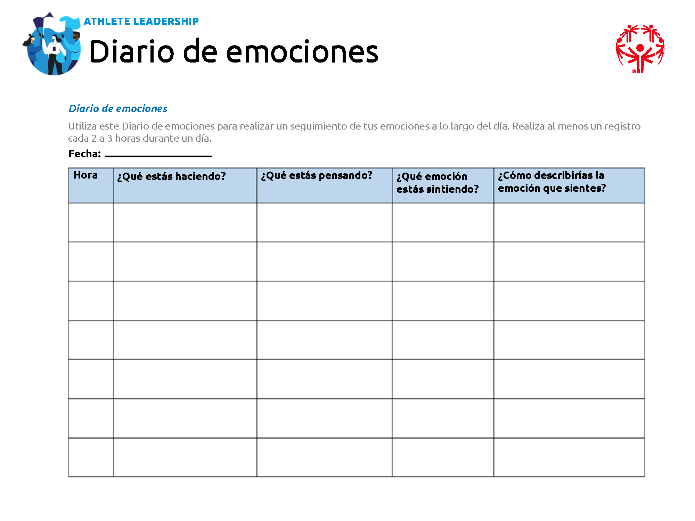 ATHLETE LEADERSHIP
Diario de emociones
Diario de emociones
Utiliza este Diario de emociones para realizar un seguimiento de tus emociones a lo largo del día. Realiza al menos un registro
cada 2 a 3 horas durante un día.
Fecha:
Hora
¿Qué estás haciendo?
¿Qué estás pensando?
¿Qué emoción
estás sintiendo?
¿Cómo describirías la
emoción que sientes?